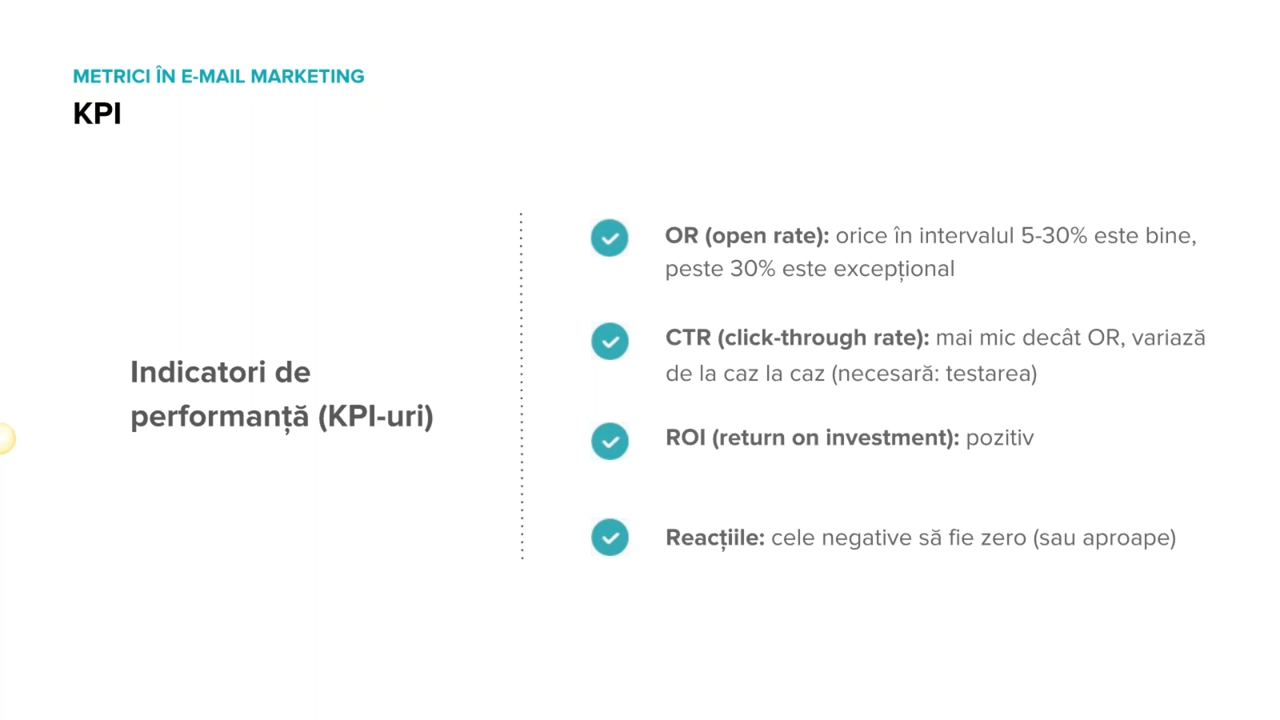 METRICI ÎN E-MAIL MARKETING
KPI
Indicatori de
performanță (KPI-uri)
OR (open rate): orice în intervalul 5-30% este bine,
peste 30% este excepțional
CTR (click-through rate): mai mic decât OR, variază
de la caz la caz (necesară: testarea)
ROI (return on investment): pozitiv
Reacțiile: cele negative să fie zero (sau aproape)